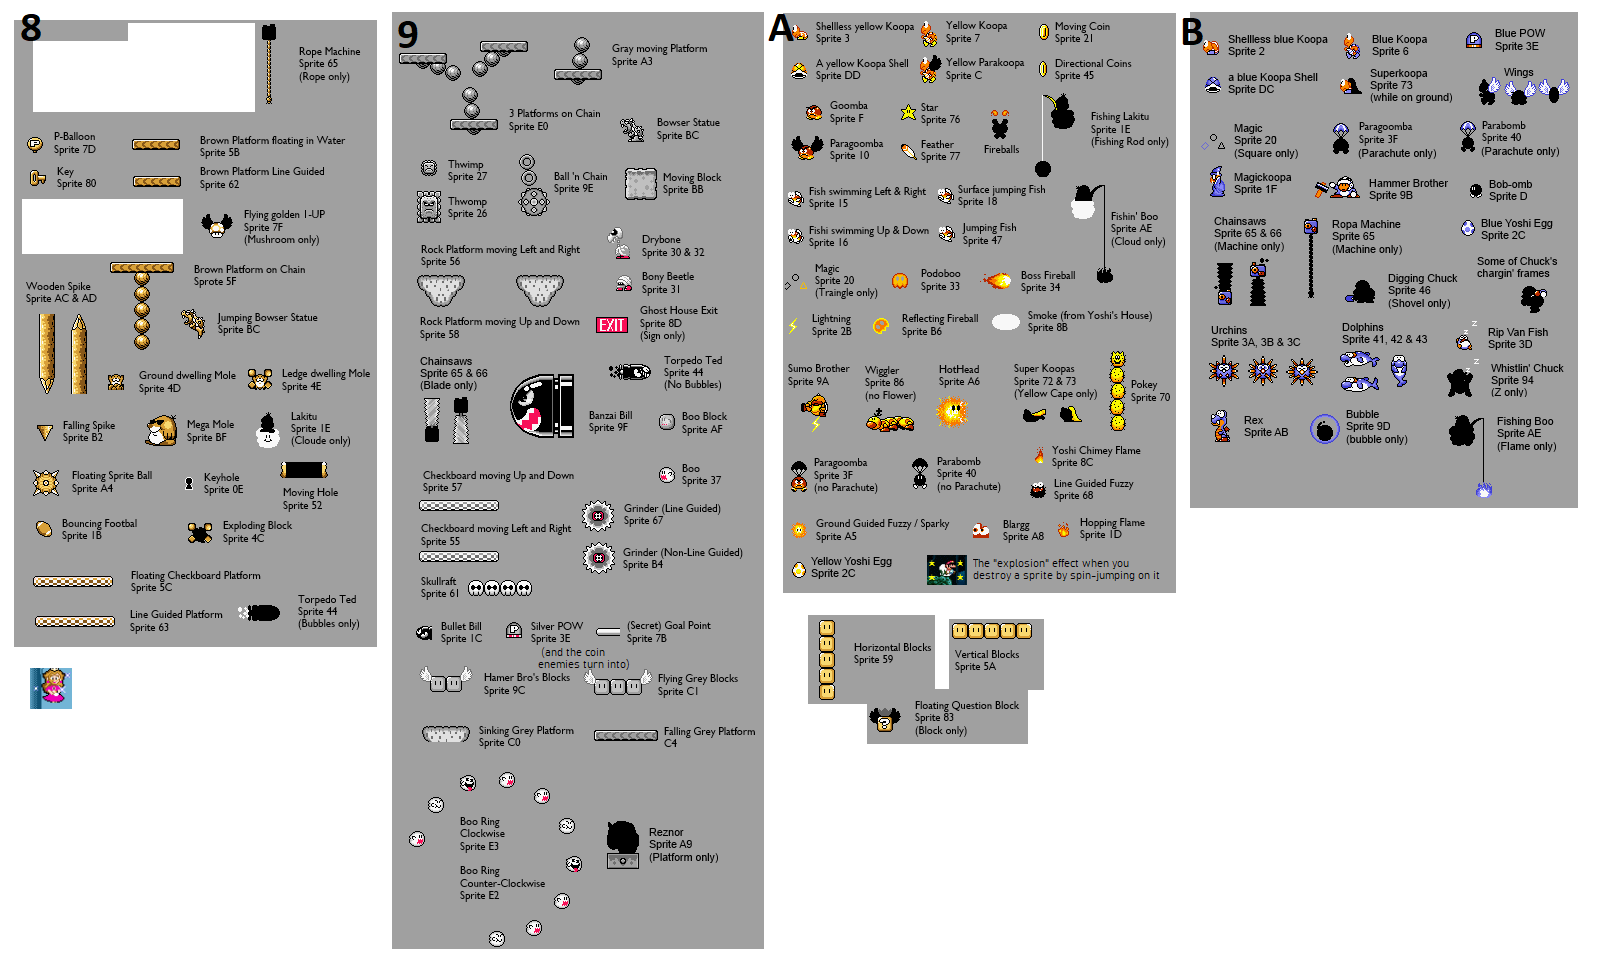 8
Rope Machine
Sprite 65
(Rope only)
P-Balloon
Sprite 7D
Brown Platform floating in Water
Sprite 5B
Key
Sprite 80
Brown Platform Line Guided
Sprite 62
Flying golden 1-UP
Sprite 7F
(Mushroom only)
Brown Platform on Chain
Sprote 5F
Wooden Spike
Sprite AC & AD
Jumping Bowser Statue
Sprite BC
Ground dwelling Mole
Sprite 4D
Ledge dwelling Mole
Sprite 4E
Falling Spike
Sprite B2
Mega Mole
Sprite BF
Lakitu
Sprite 1E
(Cloude only)
Floating Sprite Ball
Sprite A4
Keyhole
Sprite 0E
Moving Hole
Sprite 52
Bouncing Footbal
Sprite 1B
Exploding Block
Sprite 4C
Floating Checkboard Platform
Sprite 5C
Line Guided Platform
Sprite 63
Torpedo Ted
Sprite 44
(Bubbles only)
9
Gray moving Platform
Sprite A3
3 Platforms on Chain
Sprite E0
Bowser Statue
Sprite BC
Thwimp
Sprite 27
Ball 'n Chain
Sprite 9E
Moving Block
Sprite BB
Thwomp
Sprite 26
Rock Platform moving Left and Right
Sprite 56
Drybone
Sprite 30 & 32
Bony Beetle
Sprite 31
Rock Platform moving Up and Down
Sprite 58
EXIT
Ghost House Exit
Sprite 8D
(Sign only)
Chainsaws
Sprite 65 & 66
(Blade only)
Torpedo Ted
Sprite 44
(No Bubbles)
Banzai Bill
Sprite 9F
Boo Block
Sprite AF
Checkboard moving Up and Down
Sprite 57
Boo
Sprite 37
Checkboard moving Left and Right
Sprite 55
Grinder (Line Guided)
Sprite 67
Grinder (Non-Line Guided)
Sprite B4
Skullraft
Sprite 61
Bullet Bill
Sprite 1C
Silver POW
Sprite 3E
(and the coin
enemies turn into)
(Secret) Goal Point
Sprite 7B
Hamer Bro's Blocks
Sprite 9C
Flying Grey Blocks
Sprite C1
Sinking Grey Platform
Sprite C0
Falling Grey Platform
C4
Boo Ring
Clockwise
Sprite E3
Boo Ring
Counter-Clockwise
Sprite E2
Reznor
Sprite A9
(Platform only)
A
Shellless yellow Koopa
Sprite 3
Yellow Koopa
Sprite 7
Moving Coin
Sprite 21
A yellow Koopa Shell
Sprite DD
Yellow Parakoopa
Sprite C
Directional Coins
Sprite 45
Goomba
Sprite F
Star
Sprite 76
Fireballs
Fishing Lakitu
Sprite 1E
(Fishing Rod only)
Paragoomba
Sprite 10
Feather
Sprite 77
Fish swimming Left & Right
Sprite 15
Surface jumping Fish
Sprite 18
Fishi swimming Up & Down
Sprite 16
Jumping Fish
Sprite 47
Fishin' Boo
Sprite AE
(Cloud only)
Magic
Sprite 20
(Traingle only)
Podoboo
Sprite 33
Boss Fireball
Sprite 34
Lightning
Sprite 2B
Reflecting Fireball
Sprite B6
Smoke (from Yoshi's House)
Sprite 8B
Sumo Brother
Sprite 9A
Wiggler
Sprite 86
(no Flower)
HotHead
Sprite A6
Super Koopas
Sprite 72 & 73
(Yellow Cape only)
Pokey
Sprite 70
Paragoomba
Sprite 3F
(no Parachute)
Parabomb
Sprite 40
(no Parachute)
Yoshi Chimey Flame
Sprite 8C
Line Guided Fuzzy
Sprite 68
Ground Guided Fuzzy / Sparky
Sprite A5
Blargg
Sprite A8
Hopping Flame
Sprite 1D
Yellow Yoshi Egg
Sprite 2C
The "explosion" effect when you
destroy a sprite by spin-jumping on it
Horizontal Blocks
Sprite 59
Vertical Blocks
Sprite 5A
Floating Question Block
Sprite 83
(Block only)
B
Shellless blue Koopa
Sprite 2
Blue Koopa
Sprite 6
Blue POW
Sprite 3E
a blue Koopa Shell
Sprite DC
Superkoopa
Sprite 73
(while on ground)
Wings
Magic
Sprite 20
(Square only)
Paragoomba
Sprite 3F
(Parachute only)
Parabomb
Sprite 40
(Parachute only)
Magickoopa
Sprite 1F
Hammer Brother
Sprite 9B
Bob-omb
Sprite D
Chainsaws
Sprite 65 & 66
(Machine only)
Ropa Machine
Sprite 65
(Machine only)
Blue Yoshi Egg
Sprite 2C
Digging Chuck
Sprite 46
(Shovel only)
Some of Chuck's
chargin' frames
Urchins
Sprite 3A, 3B & 3C
Dolphins
Sprite 41, 42 & 43
Rip Van Fish
Sprite 3D
Whistlin' Chuck
Sprite 94
(Z only)
Rex
Sprite AB
Bubble
Sprite 9D
(bubble only)
Fishing Boo
Sprite AE
(Flame only)